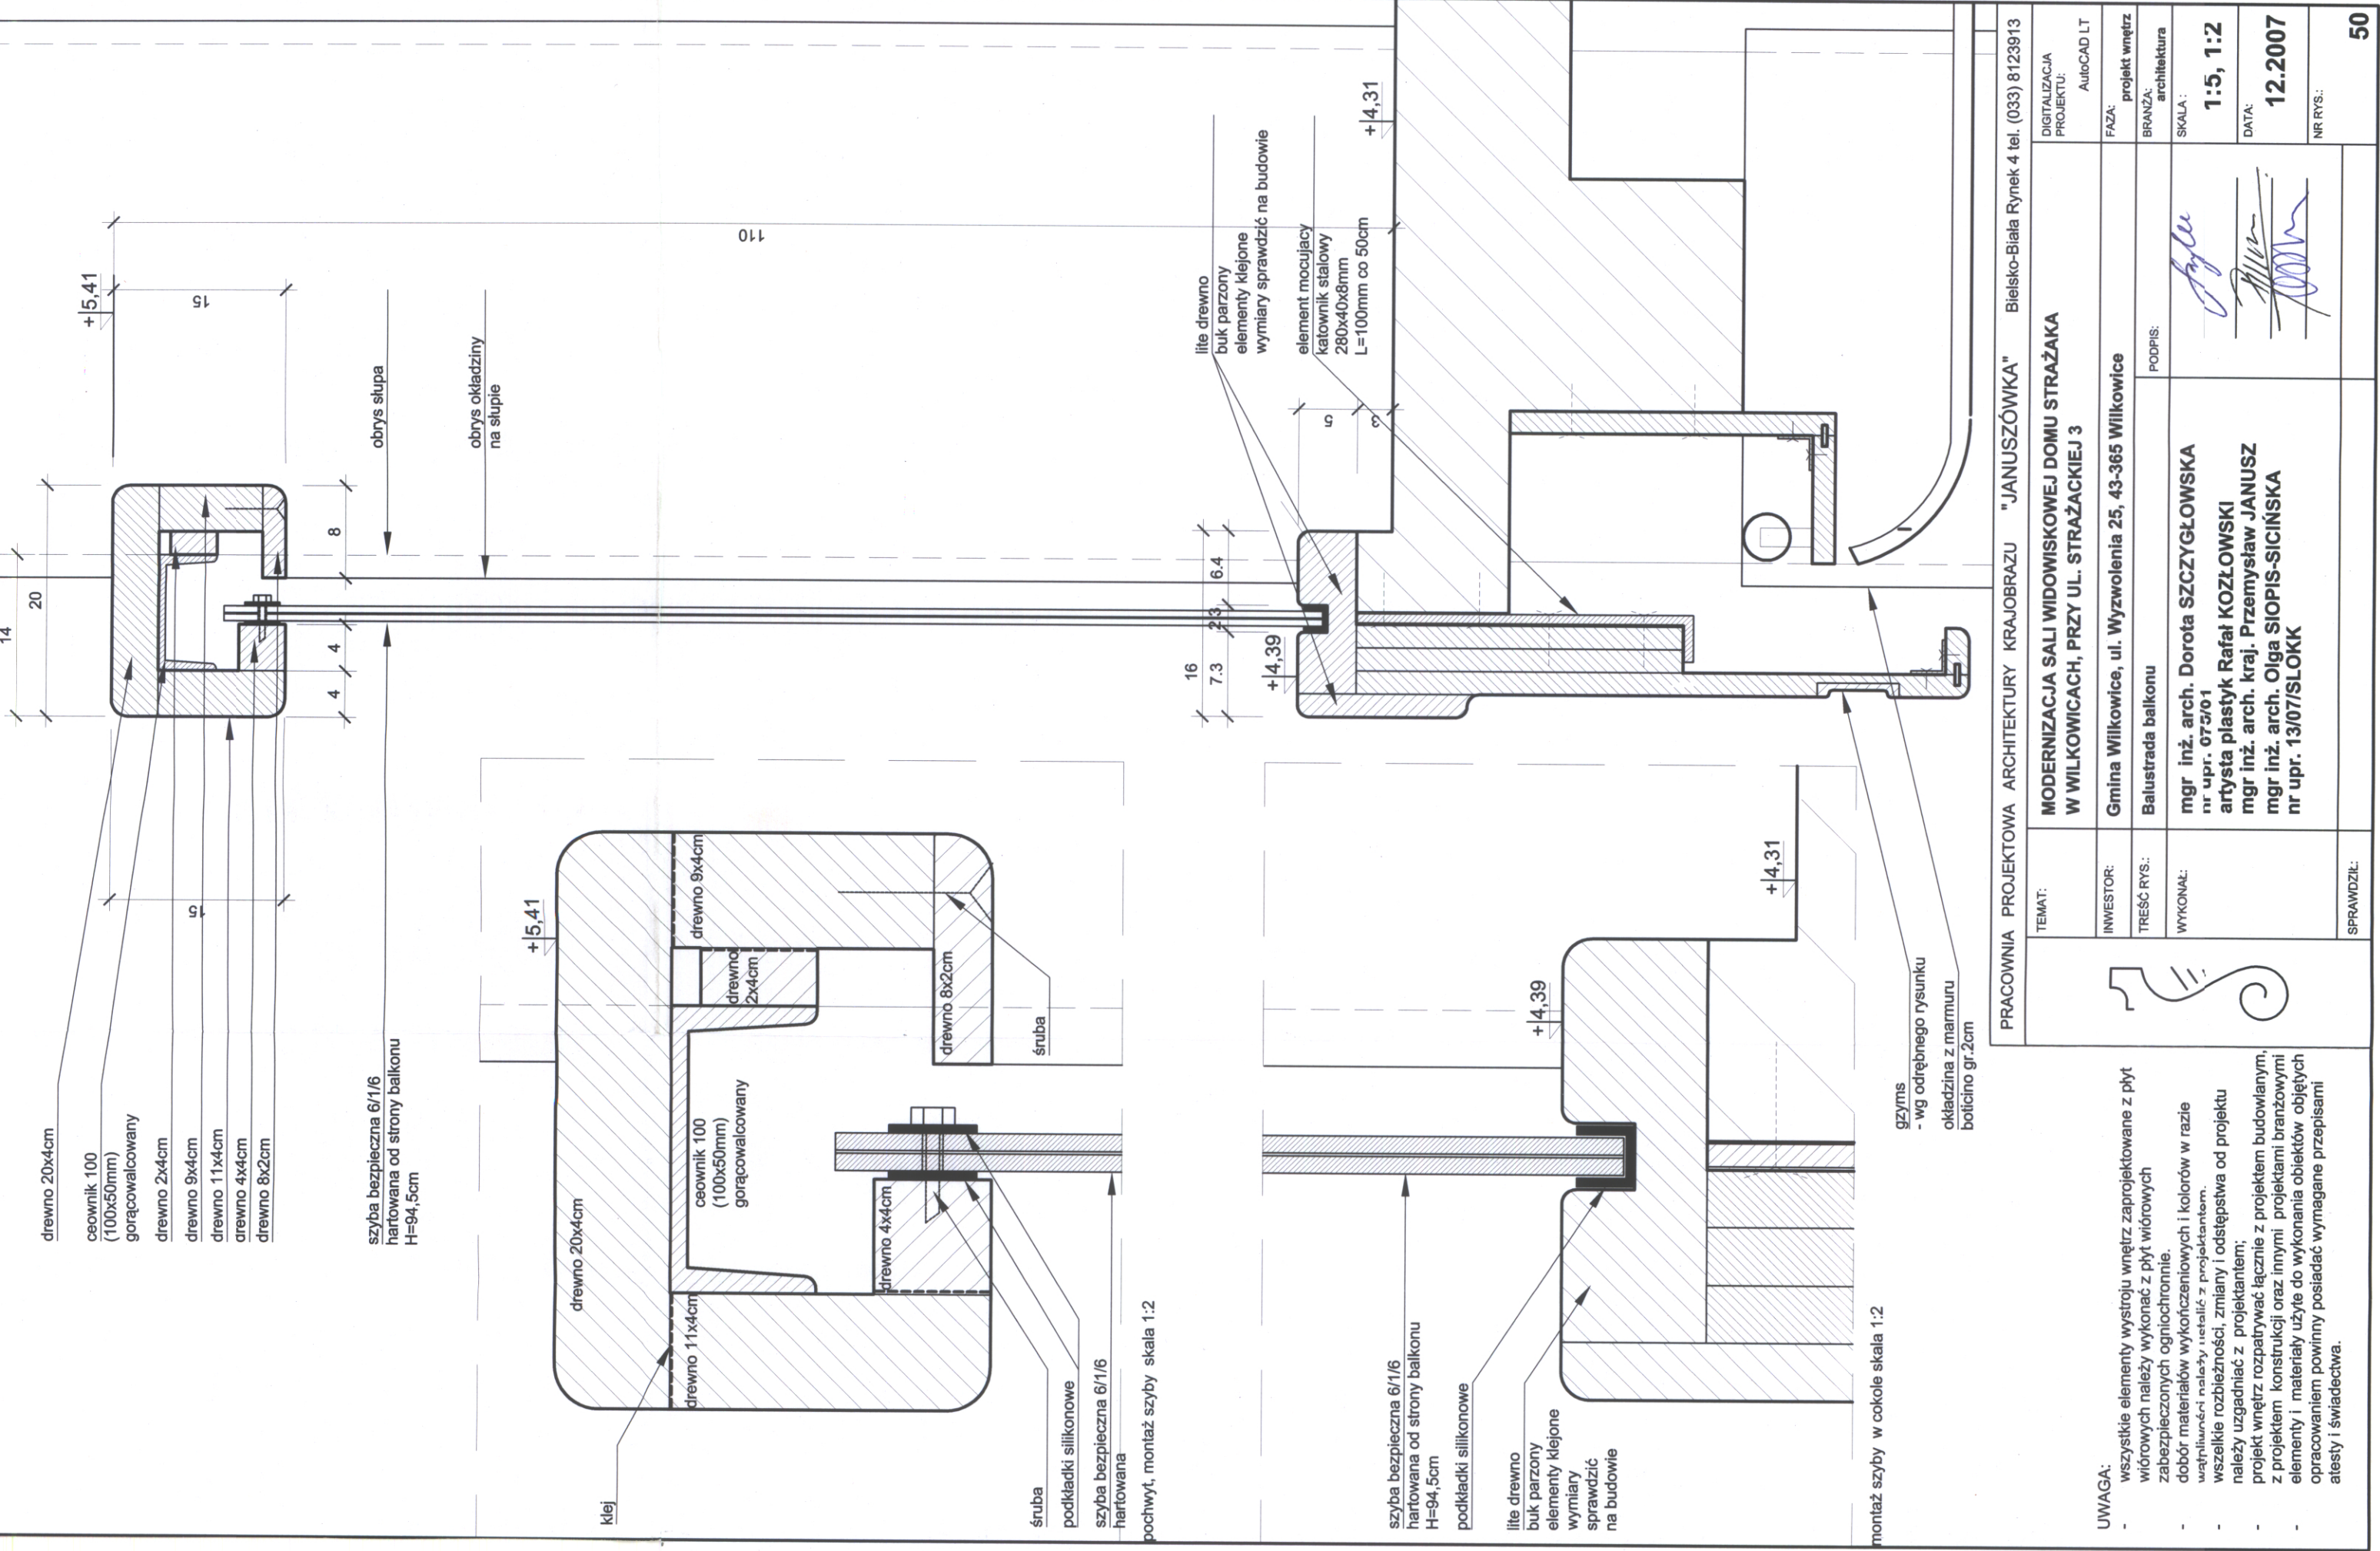 14
20
+5,41
15
drewno 20x4cm
ceownik 100
(100x50mm)
gorącowalcowany
drewno 2x4cm
drewno 9x4cm
drewno 11x4cm
drewno 4x4cm
drewno 8x2cm
15
4
4
8
szyba bezpieczna 6/1/6
hartowana od strony balkonu
H=94,5cm
obrys słupa
obrys okładziny
na słupie
110
+5,41
drewno 20x4cm
drewno 9x4cm
drewno
2x4cm
ceownik 100
(100x50mm)
gorącowalcowany
drewno 11x4cm
drewno 4x4cm
drewno 8x2cm
klej
śruba
śruba
podkładki silikonowe
szyba bezpieczna 6/1/6
hartowana
pochwyt, montaż szyby skala 1:2
16
7.3
2.3
6.4
+4,39
5
3
lite drewno
buk parzony
elementy klejone
wymiary sprawdzić na budowie
element mocujący
katownik stalowy
280x40x8mm
L=100mm co 50cm
+4,31
szyba bezpieczna 6/1/6
hartowana od strony balkonu
H=94,5cm
podkładki silikonowe
lite drewno
buk parzony
elementy klejone
wymiary
sprawdzić
na budowie
+4,39
+4,31
montaż szyby w cokole skala 1:2
gzyms
- wg odrębnego rysunku
okładzina z marmuru
boticino gr.2cm
UWAGA:
- wszystkie elementy wystroju wnętrz zaprojektowane z płyt
wiórowych należy wykonać z płyt wiórowych
zabezpieczonych ogniochronnie.
- dobór materiałów wykończeniowych i kolorów w razie
wątpliwości należy ustalić z projektantem.
- wszelkie rozbieżności, zmiany i odstępstwa od projektu
należy uzgadniać z projektantem;
- projekt wnętrz rozpatrywać łącznie z projektem budowlanym,
z projektem konstrukcji oraz innymi projektami branżowymi
- elementy i materiały użyte do wykonania obiektów objętych
opracowaniem powinny posiadać wymagane przepisami
atesty i świadectwa.
PRACOWNIA PROJEKTOWA ARCHITEKTURY KRAJOBRAZU "JANUSZÓWKA" Bielsko-Biała Rynek 4 tel. (033) 8123913
TEMAT:
MODERNIZACJA SALI WIDOWISKOWEJ DOMU STRAŻAKA
W WILKOWICACH, PRZY UL. STRAŻACKIEJ 3
DIGITALIZACJA
PROJEKTU:
AutoCAD LT
INWESTOR:
Gmina Wilkowice, ul. Wyzwolenia 25, 43-365 Wilkowice
FAZA:
projekt wnętrz
TREŚĆ RYS.:
Balustrada balkonu
PODPIS:
BRANŻA:
architektura
WYKONAŁ:
mgr inż. arch. Dorota SZCZYGŁOWSKA
nr upr. 075/01
artysta plastyk Rafał KOZŁOWSKI
mgr inż. arch. kraj. Przemysław JANUSZ
mgr inż. arch. Olga SIOPIS-SICIŃSKA
nr upr. 13/07/SLOKK
SKALA :
1:5, 1:2
DATA:
12.2007
SPRAWDZIŁ:
NR RYS.:
50